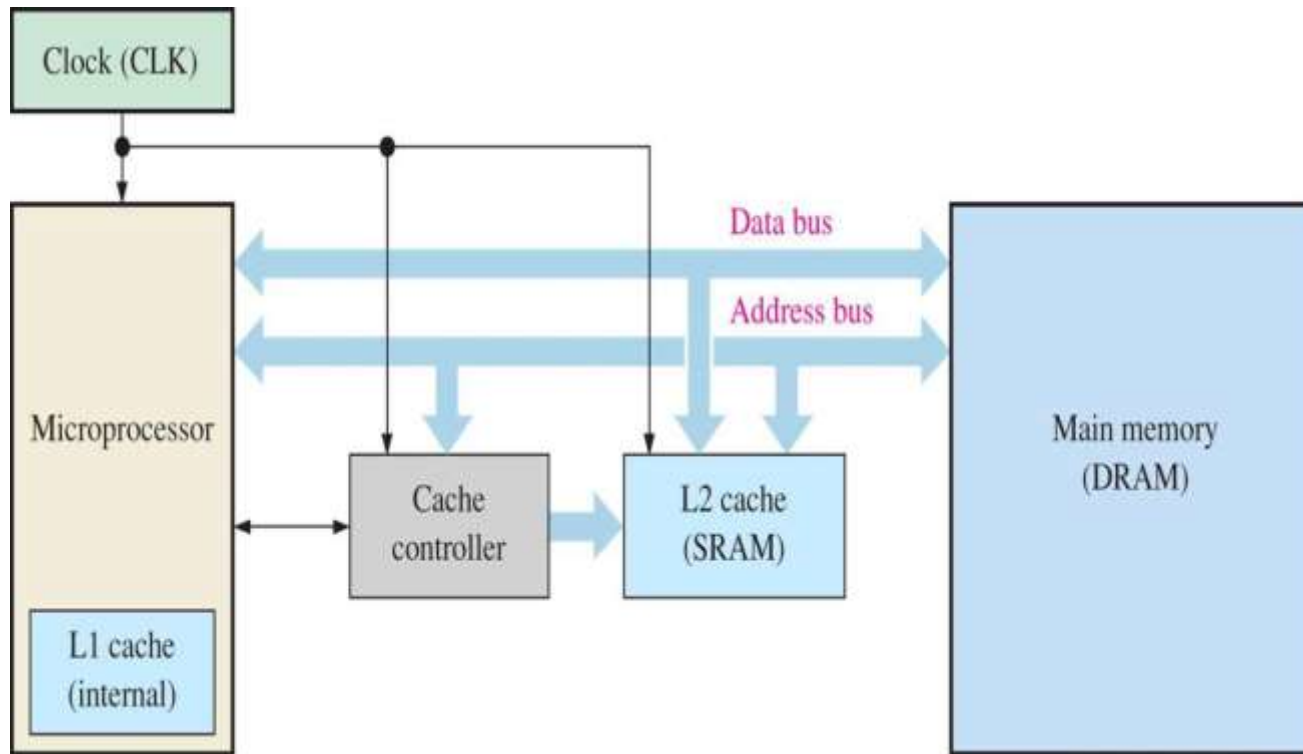 Clock (CLK)
Data bus
Address bus
Microprocessor
Cache
controller
L2 cache
(SRAM)
Main memory
(DRAM)
L1 cache
(internal)